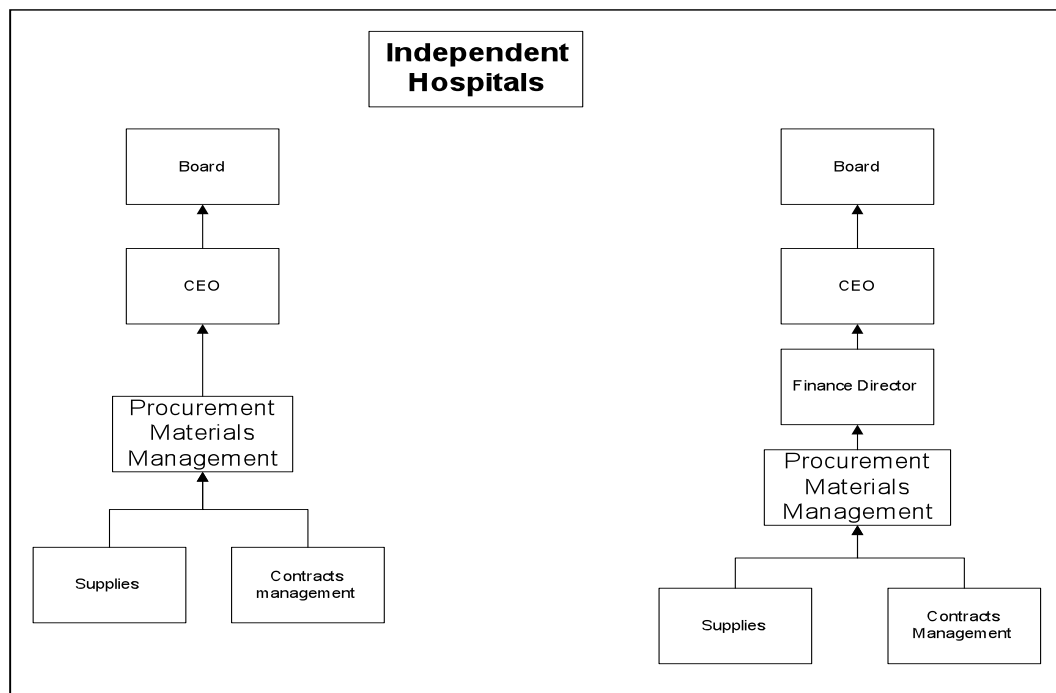 Independent
Hospitals
Board
CEO
Procurement
Materials
Management
Supplies
Contracts
management
Board
CEO
Finance Director
Procurement
Materials
Management
Supplies
Contracts
Management